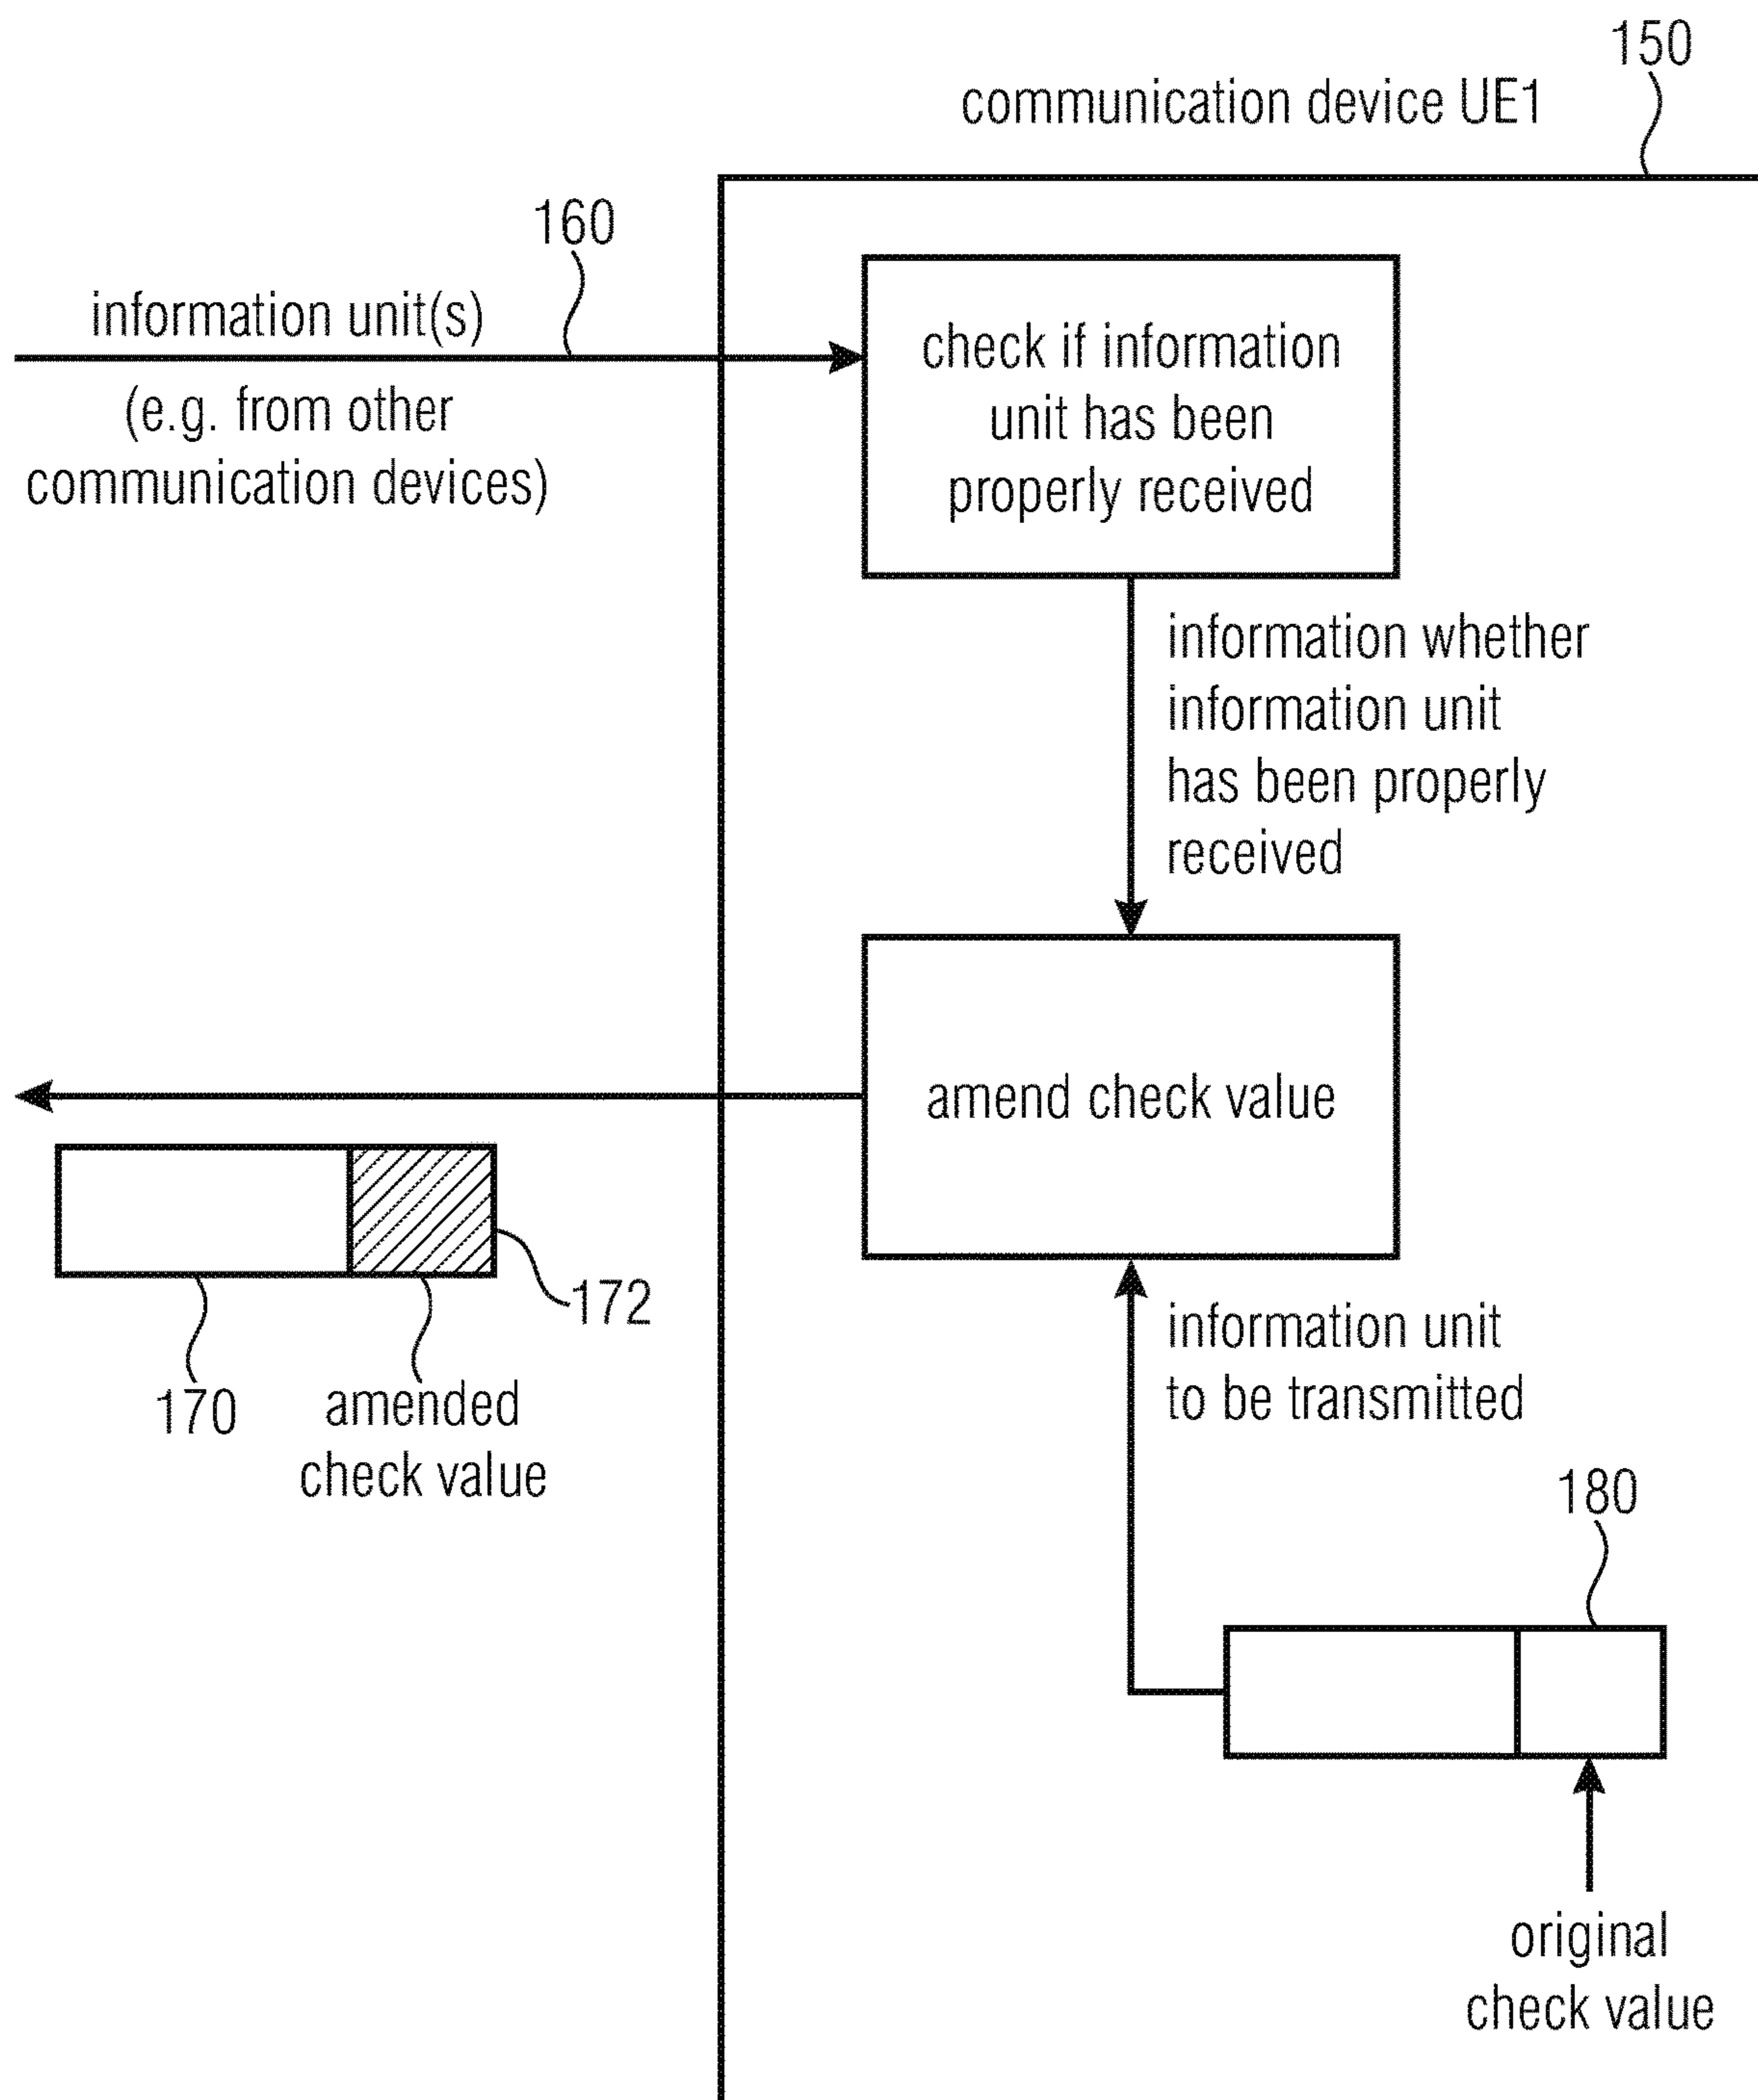 150
communication device UE1
160
information unit(s)
(e.g. from other
communication devices)
check if information
unit has been
properly received
information whether
information unit
has been properly
received
amend check value
172
170
amended
check value
information unit
to be transmitted
180
original
check value